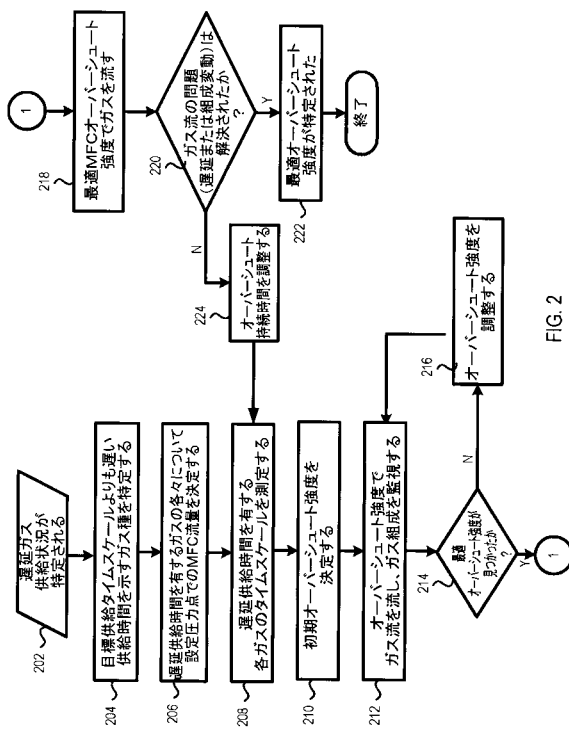 遅延ガス
供給状況が
特定される
202
目標供給タイムスケールよりも遅い
供給時間を示すガス種を特定する
204
遅延供給時間を有するガスの各々について
設定圧力点でのMFC流量を決定する
206
遅延供給時間を有する
各ガスのタイムスケールを測定する
208
初期オーバーシュート強度を
決定する
210
オーバーシュート強度で
ガス流を流し、ガス組成を監視する
212
最適
オーバーシュート強度が
見つかったか
?
214
N
Y
1
オーバーシュート強度を
調整する
216
1
最適MFCオーバーシュート
強度でガスを流す
218
ガス流の問題
(遅延または組成変動)は
解決されたか
?
220
N
Y
オーバーシュート
持続時間を調整する
224
最適オーバーシュート
強度が特定された
222
終了
FIG. 2